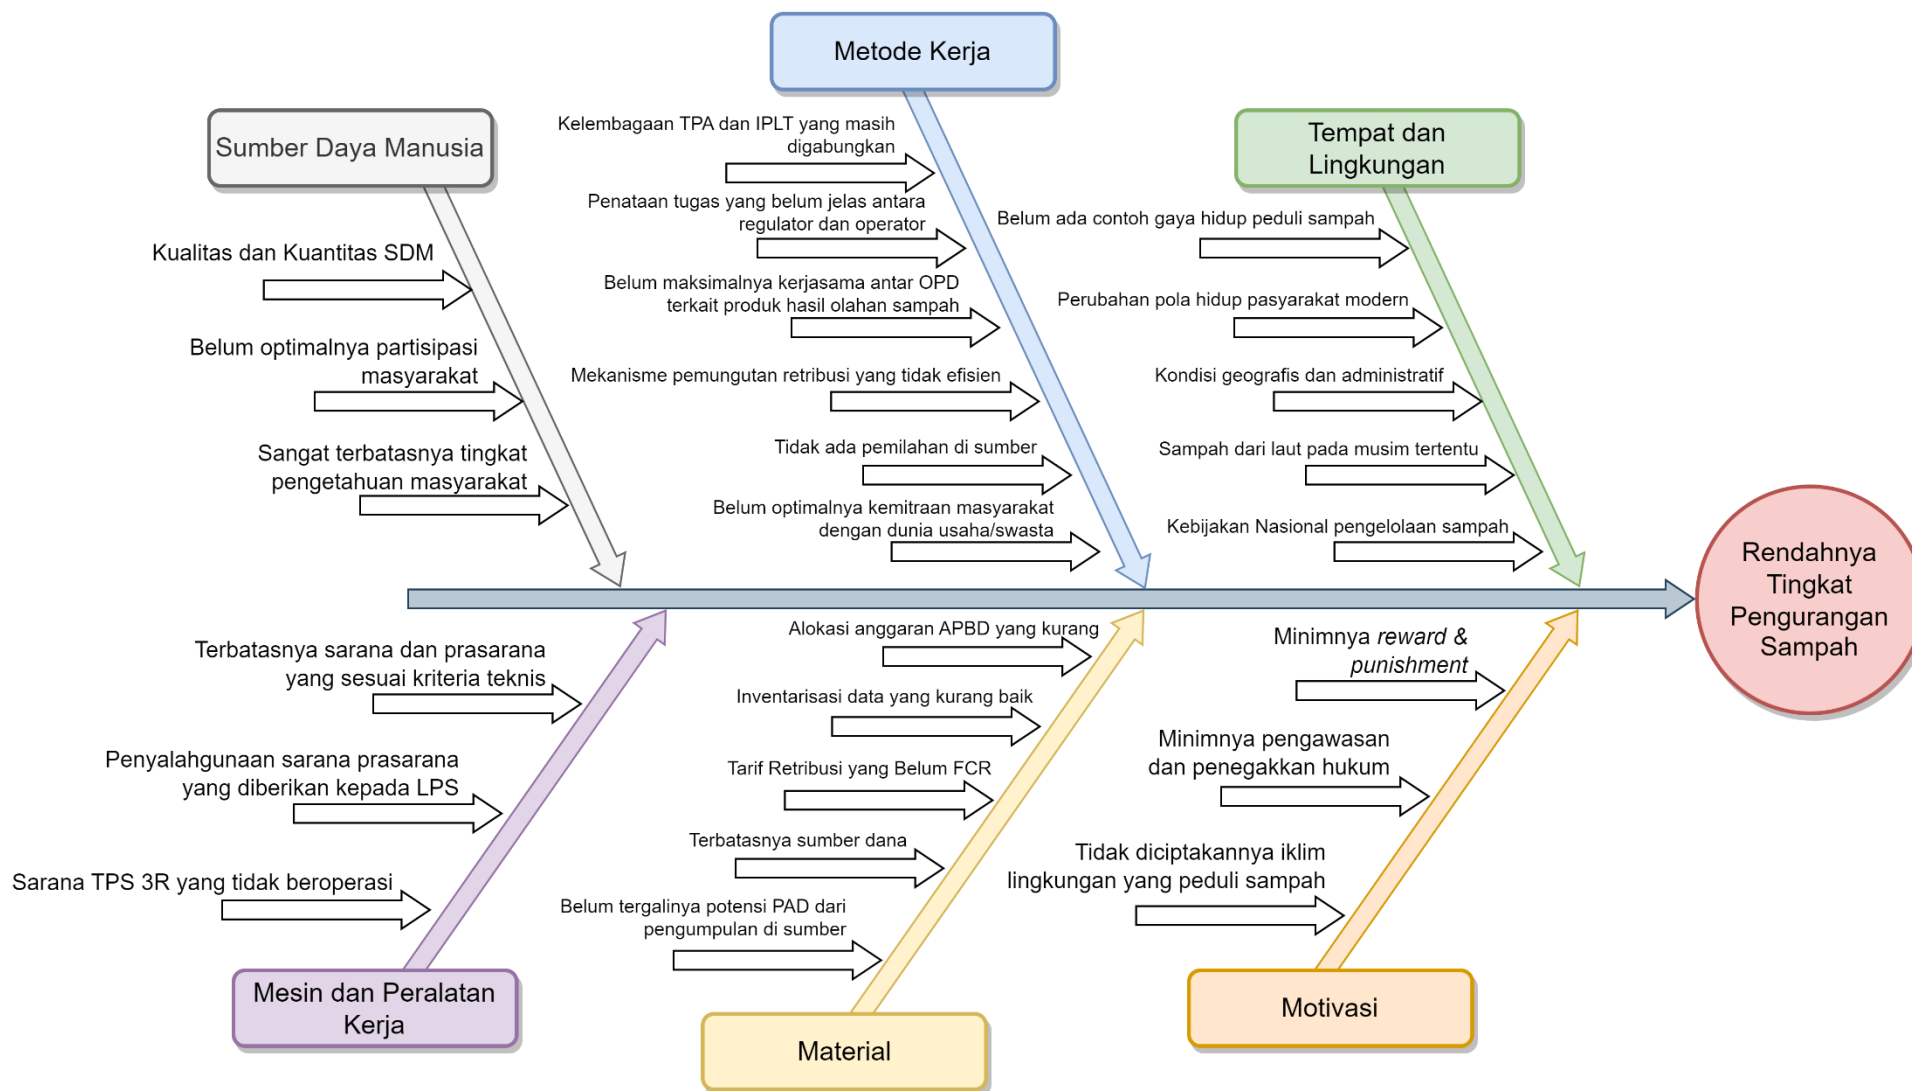 Metode Kerja
Sumber Daya Manusia
Tempat dan
Lingkungan
Kualitas dan Kuantitas SDM
Belum optimalnya partisipasi
masyarakat
Sangat terbatasnya tingkat
pengetahuan masyarakat
Kelembagaan TPA dan IPLT yang masih
digabungkan
Penataan tugas yang belum jelas antara
regulator dan operator
Belum maksimalnya kerjasama antar OPD
terkait produk hasil olahan sampah
Mekanisme pemungutan retribusi yang tidak efisien
Tidak ada pemilahan di sumber
Belum optimalnya kemitraan masyarakat
dengan dunia usaha/swasta
Belum ada contoh gaya hidup peduli sampah
Perubahan pola hidup pasyarakat modern
Kondisi geografis dan administratif
Sampah dari laut pada musim tertentu
Kebijakan Nasional pengelolaan sampah
Rendahnya
Tingkat
Pengurangan
Sampah
Terbatasnya sarana dan prasarana
yang sesuai kriteria teknis
Penyalahgunaan sarana prasarana
yang diberikan kepada LPS
Sarana TPS 3R yang tidak beroperasi
Alokasi anggaran APBD yang kurang
Inventarisasi data yang kurang baik
Tarif Retribusi yang Belum FCR
Terbatasnya sumber dana
Belum tergalinya potensi PAD dari
pengumpulan di sumber
Minimnya reward &
punishment
Minimnya pengawasan
dan penegakkan hukum
Tidak diciptakannya iklim
lingkungan yang peduli sampah
Mesin dan Peralatan
Kerja
Material
Motivasi